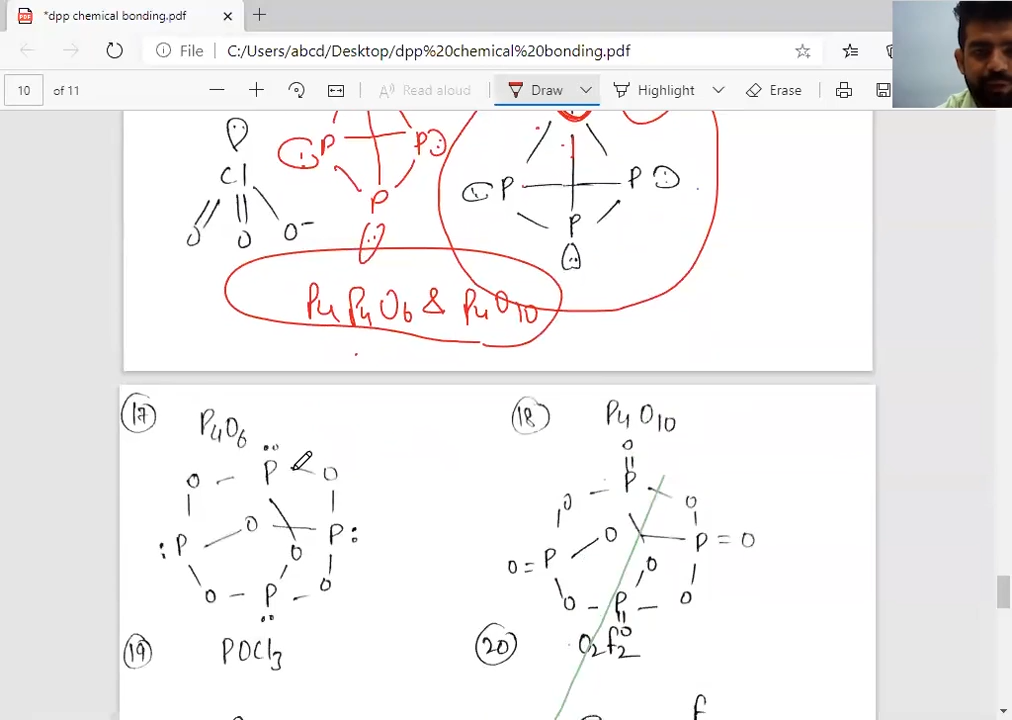 *dpp chemical bonding.pdf
File C:/Users/abcd/Desktop/dpp%20chemical%20bonding.pdf
10 of 11 Read aloud Draw Highlight Erase
Cl P P P P
O O O⁻ P P
P
P₄ P₄O₆ & P₄O₁₀
17 P₄O₆ 18 P₄O₁₀
O
O P O P
O O
O P O P = O
P O O = P
O O
O P O O P O
19 POCl₃ 20 O₂f₂
O
f